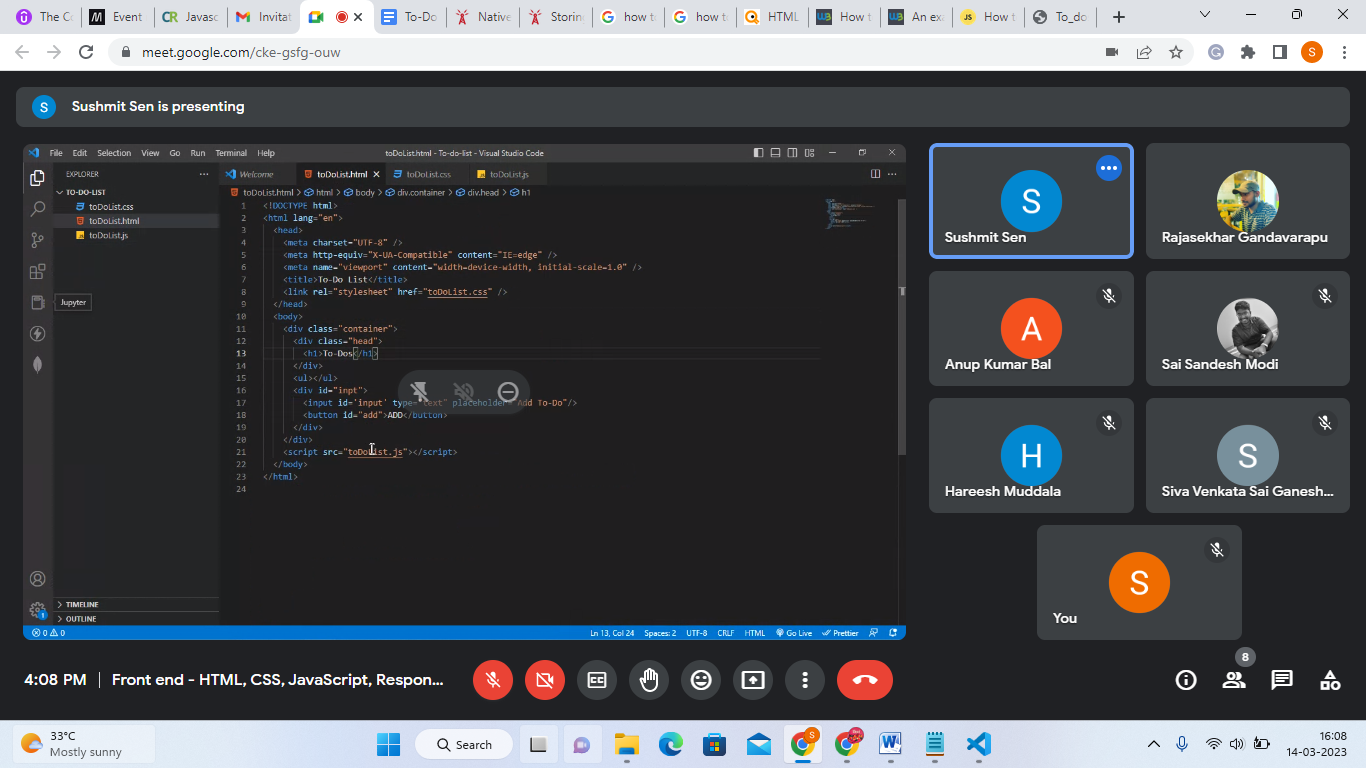 The Co
Event
Javasc
Invitat
To-Do
Native
Storin
how t
how t
HTML
How t
An exa
How t
To_do
meet.google.com/cke-gsfg-ouw
S
S
Sushmit Sen is presenting
File Edit Selection View Go Run Terminal Help
toDoList.html - To-do-list - Visual Studio Code
EXPLORER
TO-DO-LIST
toDoList.css
toDoList.html
toDoList.js
Jupyter
TIMELINE
OUTLINE
Welcome
toDoList.html
toDoList.css
toDoList.js
toDoList.html > html > body > div.container > div.head > h1
1 <!DOCTYPE html>
2 <html lang="en">
3 <head>
4 <meta charset="UTF-8" />
5 <meta http-equiv="X-UA-Compatible" content="IE=edge" />
6 <meta name="viewport" content="width=device-width, initial-scale=1.0" />
7 <title>To-Do List</title>
8 <link rel="stylesheet" href="toDoList.css" />
9 </head>
10 <body>
11 <div class="container">
12 <div class="head">
13 <h1>To-Dos</h1>
14 </div>
15 <ul></ul>
16 <div id="inpt">
17 <input id='input' type="text" placeholder="Add To-Do"/>
18 <button id="add">ADD</button>
19 </div>
20 </div>
21 <script src="toDoList.js"></script>
22 </body>
23 </html>
24
1
0 0
Ln 13, Col 24 Spaces: 2 UTF-8 CRLF HTML Go Live Prettier
S
Sushmit Sen
Rajasekhar Gandavarapu
A
Anup Kumar Bal
Sai Sandesh Modi
H
Hareesh Muddala
S
Siva Venkata Sai Ganesh...
S
You
4:08 PM | Front end - HTML, CSS, JavaScript, Respon...
8
33°C
Mostly sunny
Search
16:08
14-03-2023